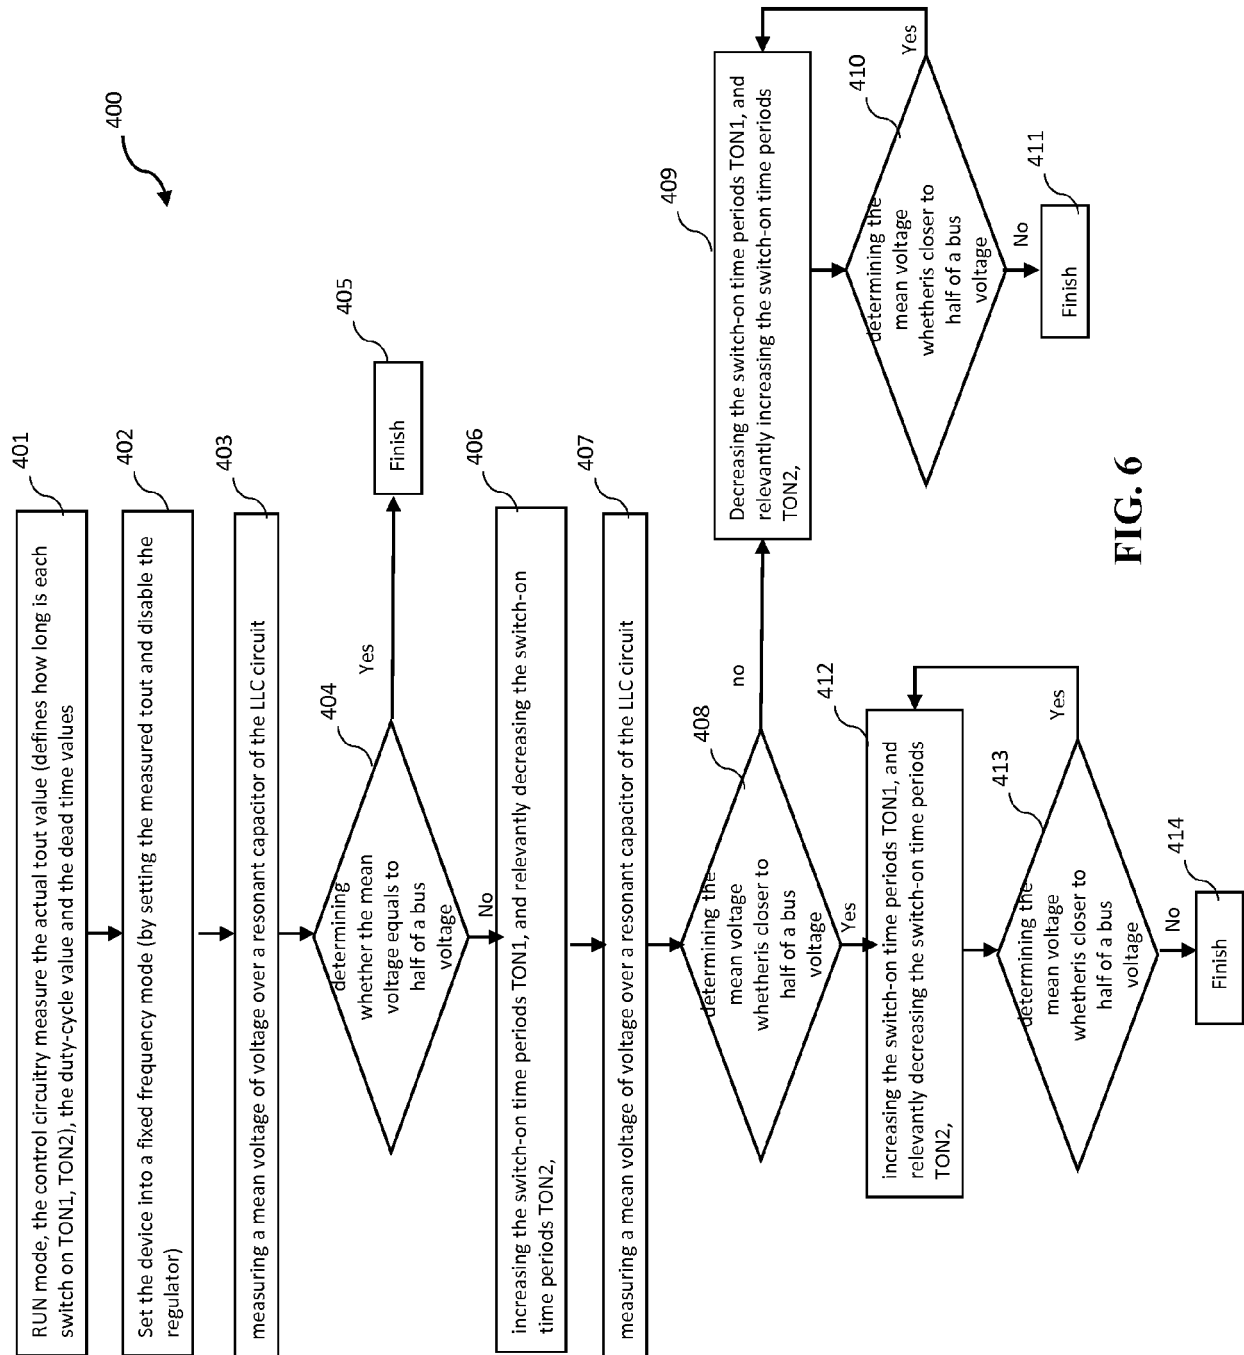 400
401
RUN mode, the control circuitry measure the actual tout value (defines how long is each
switch on TON1, TON2), the duty-cycle value and the dead time values
402
Set the device into a fixed frequency mode (by setting the measured tout and disable the
regulator)
403
measuring a mean voltage of voltage over a resonant capacitor of the LLC circuit
404
determining
whether the mean
voltage equals to
half of a bus
voltage
Yes
405
Finish
No
406
increasing the switch-on time periods TON1, and relevantly decreasing the switch-on
time periods TON2,
407
measuring a mean voltage of voltage over a resonant capacitor of the LLC circuit
408
determining the
mean voltage
whetheris closer to
half of a bus
voltage
no
409
Decreasing the switch-on time periods TON1, and
relevantly increasing the switch-on time periods
TON2,
410
determining the
mean voltage
whetheris closer to
half of a bus
voltage
Yes
No
411
Finish
Yes
412
increasing the switch-on time periods TON1, and
relevantly decreasing the switch-on time periods
TON2,
413
determining the
mean voltage
whetheris closer to
half of a bus
voltage
Yes
No
414
Finish
FIG. 6